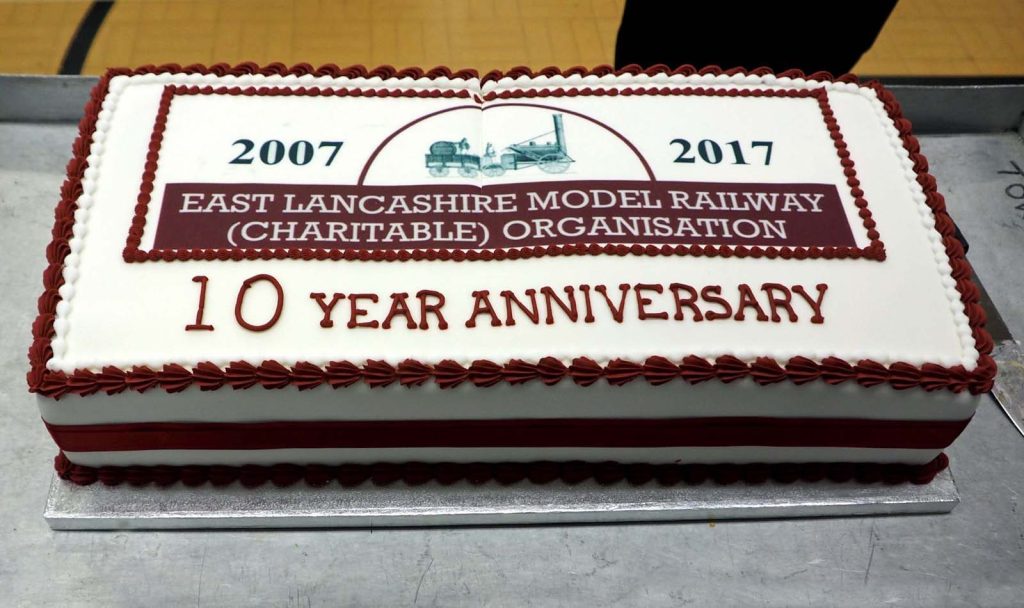 2007 2017
EAST LANCASHIRE MODEL RAILWAY
(CHARITABLE) ORGANISATION
10 YEAR ANNIVERSARY